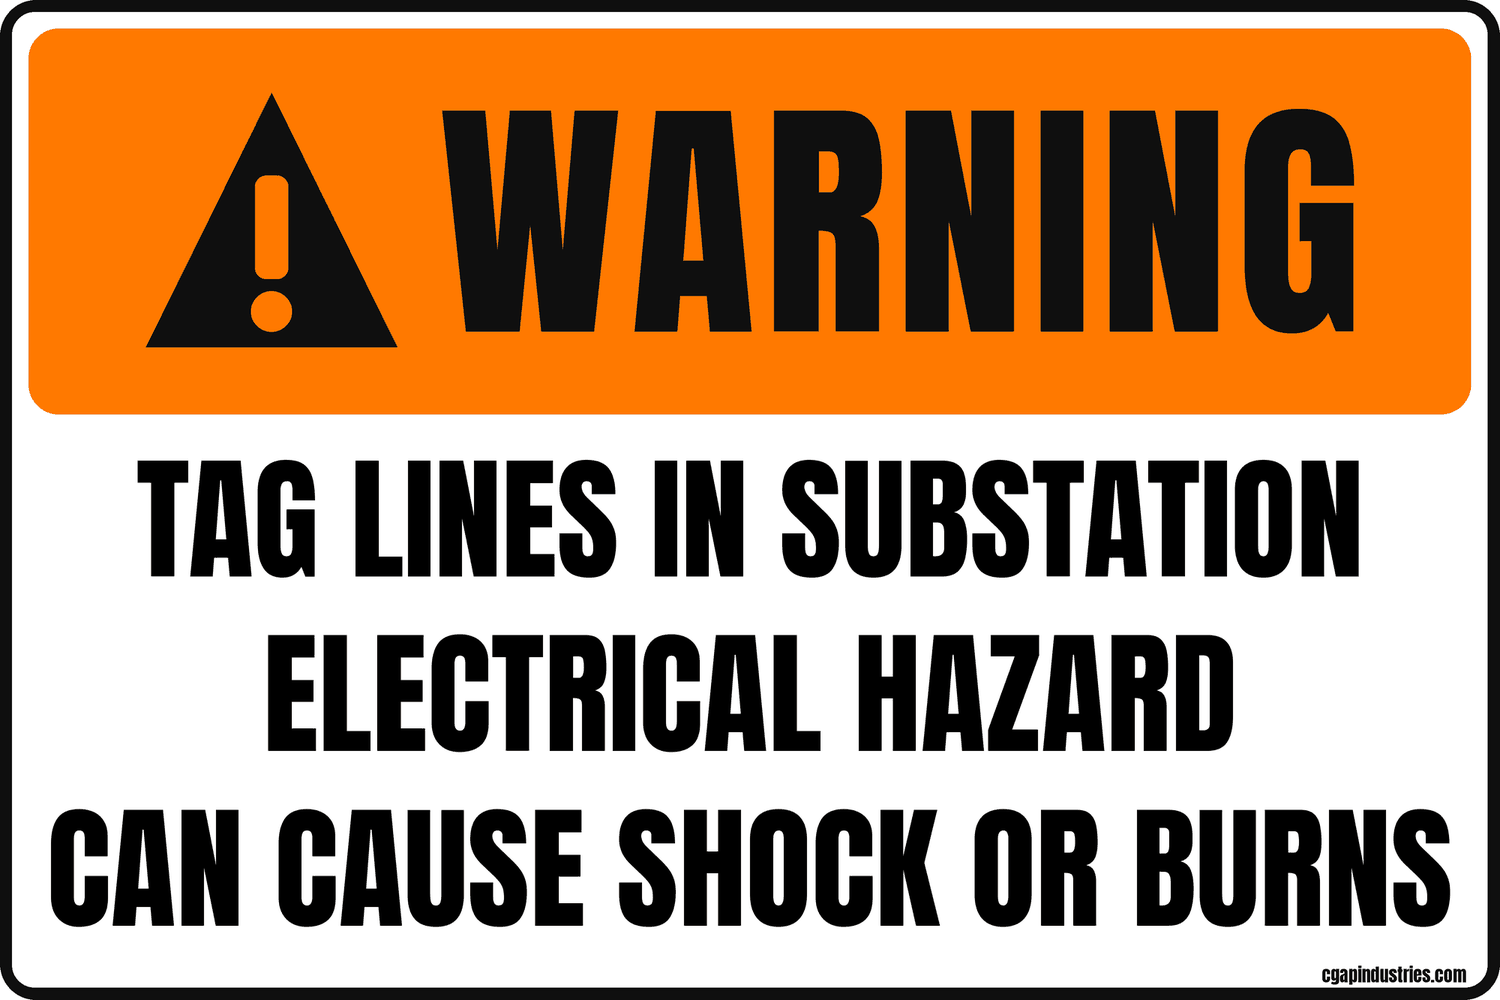 WARNING
TAG LINES IN SUBSTATION
ELECTRICAL HAZARD
CAN CAUSE SHOCK OR BURNS
cgapindustries.com